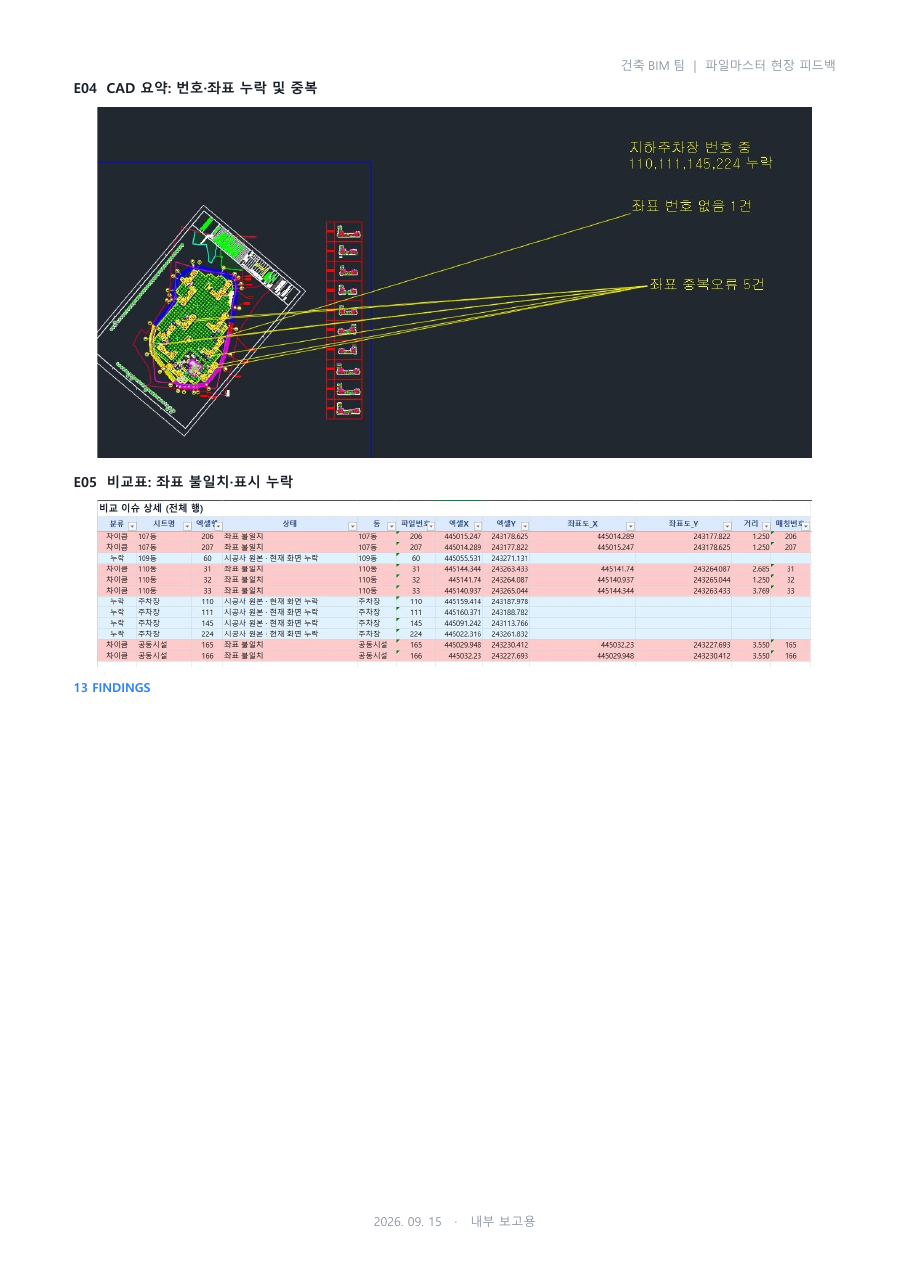 건축 BIM 팀 | 파일마스터 현장 피드백
E04 CAD 요약: 번호·좌표 누락 및 중복
지하주차장 번호 중
110,111,145,224 누락
좌표 번호 없음 1건
좌표 중복오류 5건
E05 비교표: 좌표 불일치·표시 누락
비교 이슈 상세 (전체 행)
분류 시트명 엑셀행 상태 동 파일번호 엑셀X 엑셀Y 좌표도_X 좌표도_Y 거리 매칭번호
차이큼 107동 206 좌표 불일치 107동 206 445015.247 243178.625 445014.289 243177.822 1.250 206
차이큼 107동 207 좌표 불일치 107동 207 445014.289 243177.822 445015.247 243178.625 1.250 207
누락 109동 60 시공사 원본 · 현재 화면 누락 109동 60 445055.531 243271.131
차이큼 110동 31 좌표 불일치 110동 31 445144.344 243263.433 445141.74 243264.087 2.685 31
차이큼 110동 32 좌표 불일치 110동 32 445141.74 243264.087 445140.937 243265.044 1.250 32
차이큼 110동 33 좌표 불일치 110동 33 445140.937 243265.044 445144.344 243263.433 3.769 33
누락 주차장 110 시공사 원본 · 현재 화면 누락 주차장 110 445159.414 243187.978
누락 주차장 111 시공사 원본 · 현재 화면 누락 주차장 111 445160.371 243188.782
누락 주차장 145 시공사 원본 · 현재 화면 누락 주차장 145 445091.242 243113.766
누락 주차장 224 시공사 원본 · 현재 화면 누락 주차장 224 445022.316 243261.832
차이큼 공동시설 165 좌표 불일치 공동시설 165 445029.948 243230.412 445032.23 243227.693 3.550 165
차이큼 공동시설 166 좌표 불일치 공동시설 166 445032.23 243227.693 445029.948 243230.412 3.550 166
13 FINDINGS
2026. 09. 15 · 내부 보고용